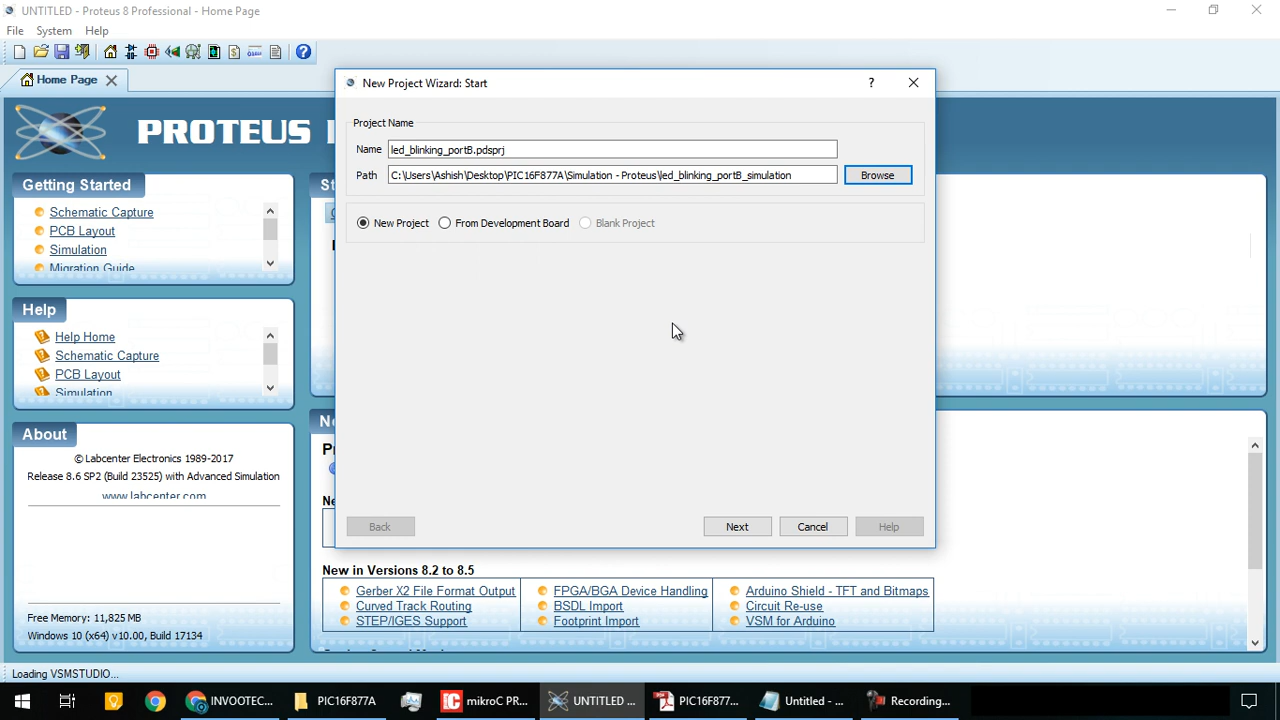 UNTITLED - Proteus 8 Professional - Home Page
File System Help
Home Page
New Project Wizard: Start
?
PROTEUS
Project Name
Name led_blinking_portB.pdsprj
Path C:\Users\Ashish\Desktop\PIC16F877A\Simulation - Proteus\led_blinking_portB_simulation Browse
New Project From Development Board Blank Project
Getting Started
St
Schematic Capture
PCB Layout
Simulation
Migration Guide
Help
Help Home
Schematic Capture
PCB Layout
Simulation
About
© Labcenter Electronics 1989-2017
Release 8.6 SP2 (Build 23525) with Advanced Simulation
www.labcenter.com
Free Memory: 11,825 MB
Windows 10 (x64) v10.00, Build 17134
Back Next Cancel Help
New in Versions 8.2 to 8.5
Gerber X2 File Format Output FPGA/BGA Device Handling Arduino Shield - TFT and Bitmaps
Curved Track Routing BSDL Import Circuit Re-use
STEP/IGES Support Footprint Import VSM for Arduino
Loading VSMSTUDIO...
INVOOTEC... PIC16F877A mikroC PR... UNTITLED ... PIC16F877... Untitled - ... Recording...